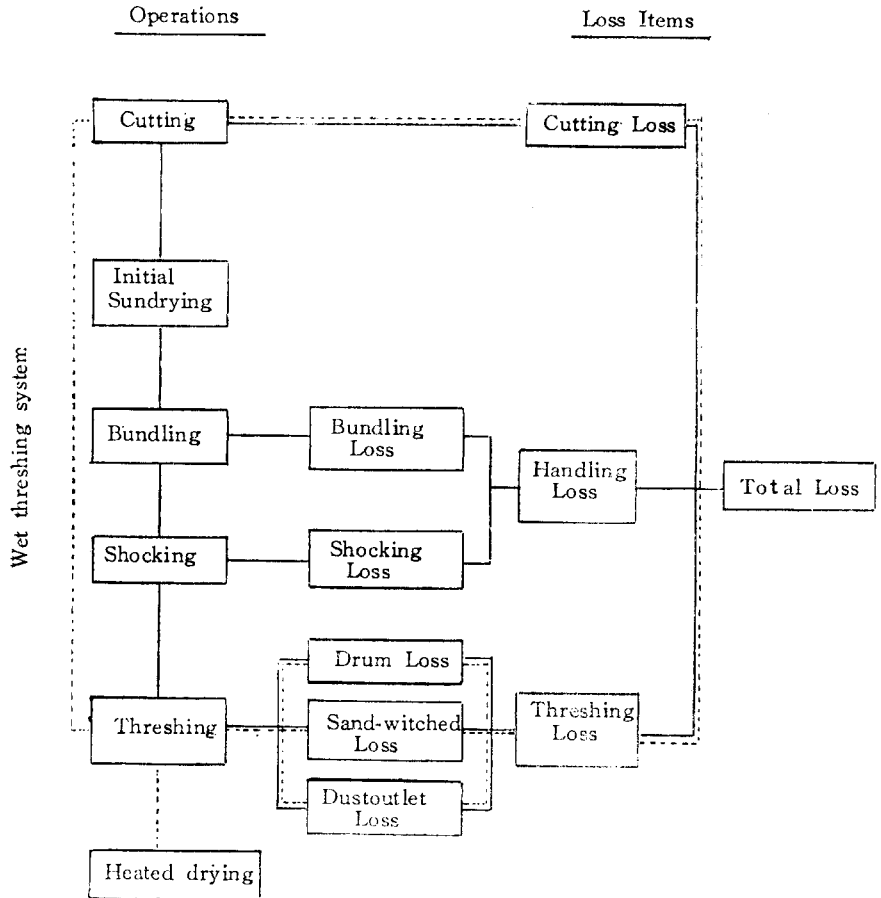 Operations
Loss Items
Cutting
Cutting Loss
Initial
Sundrying
Wet threshing system
Bundling
Bundling
Loss
Handling
Loss
Total Loss
Shocking
Shocking
Loss
Drum Loss
Threshing
Sand-witched
Loss
Threshing
Loss
Dustoutlet
Loss
Heated drying